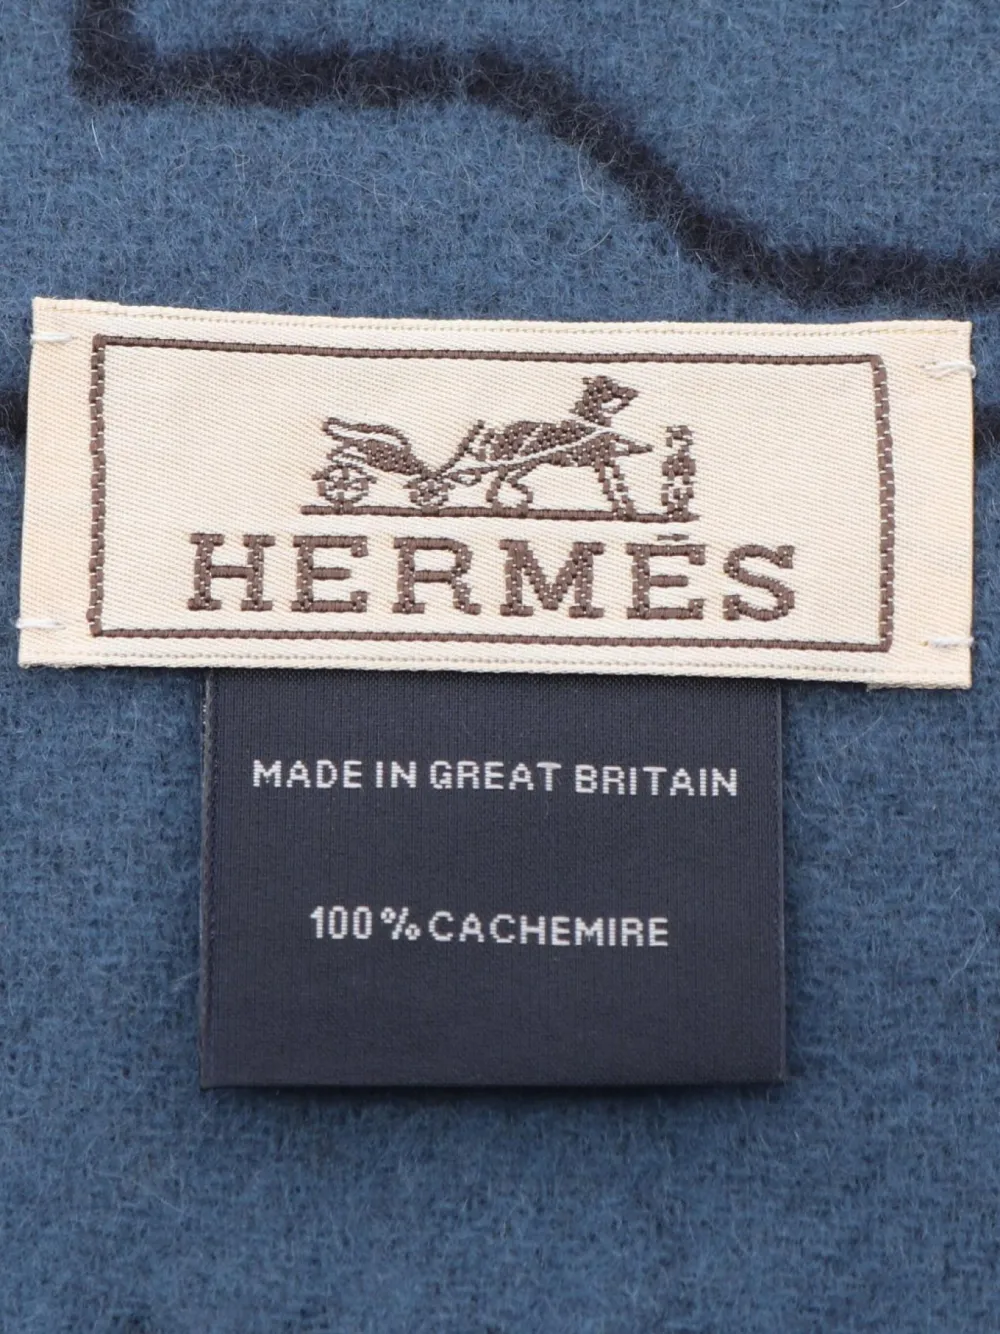 HERMÈS
MADE IN GREAT BRITAIN
100% CACHEMIRE